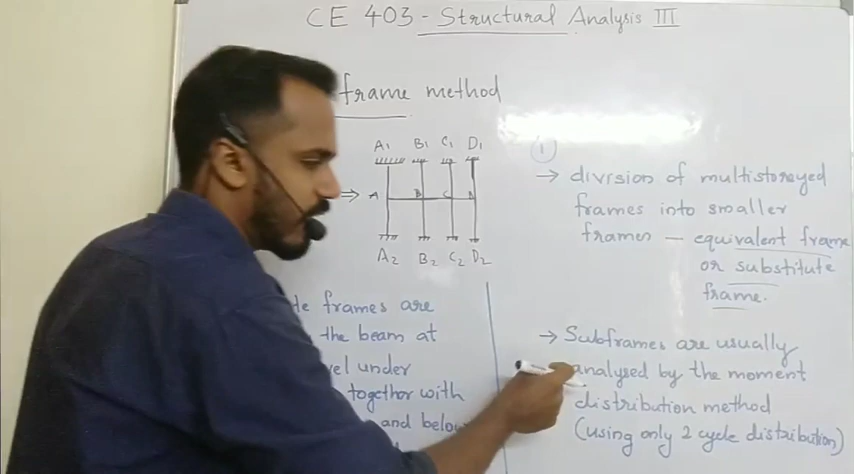 CE 403 - Structural Analysis III
frame method
A1 B1 C1 D1
⇒ A B C D
A2 B2 C2 D2
frames are
the beam at
under
together with
and below
1
→ division of multistoreyed
frames into smaller
frames - equivalent frame
or substitute
frame.
→ Subframes are usually
analysed by the moment
distribution method
(using only 2 cycle distribution)